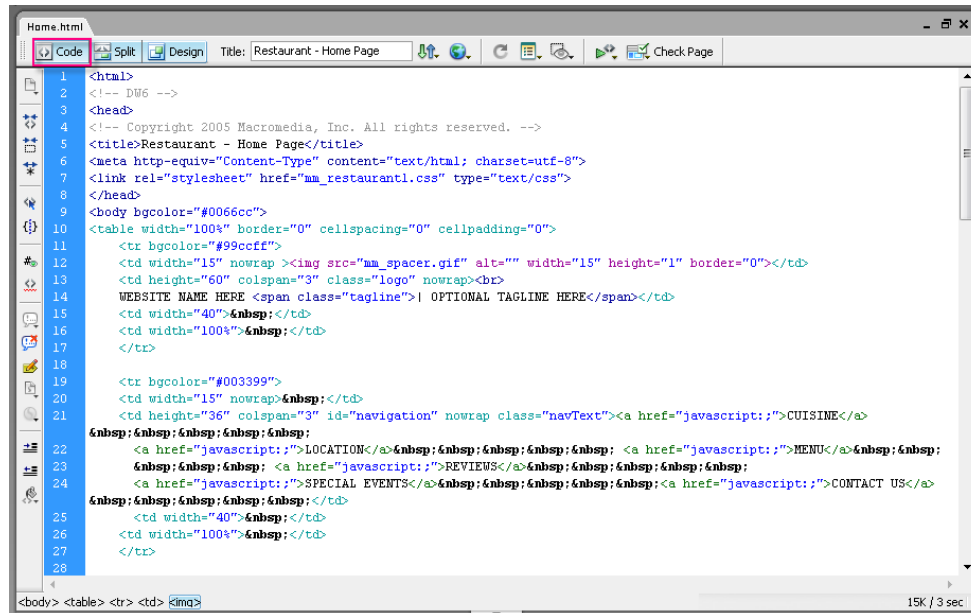 Home.html
Code Split Design Title: Restaurant - Home Page Check Page
1 <html>
2 <!-- DW6 -->
3 <head>
4 <!-- Copyright 2005 Macromedia, Inc. All rights reserved. -->
5 <title>Restaurant - Home Page</title>
6 <meta http-equiv="Content-Type" content="text/html; charset=utf-8">
7 <link rel="stylesheet" href="mm_restaurant1.css" type="text/css">
8 </head>
9 <body bgcolor="#0066cc">
10 <table width="100%" border="0" cellspacing="0" cellpadding="0">
11 <tr bgcolor="#99ccff">
12 <td width="15" nowrap ><img src="mm_spacer.gif" alt="" width="15" height="1" border="0"></td>
13 <td height="60" colspan="3" class="logo" nowrap><br>
14 WEBSITE NAME HERE <span class="tagline">| OPTIONAL TAGLINE HERE</span></td>
15 <td width="40">&nbsp;</td>
16 <td width="100%">&nbsp;</td>
17 </tr>
18
19 <tr bgcolor="#003399">
20 <td width="15" nowrap>&nbsp;</td>
21 <td height="36" colspan="3" id="navigation" nowrap class="navText"><a href="javascript:;">CUISINE</a>
&nbsp;&nbsp;&nbsp;&nbsp;&nbsp;
22 <a href="javascript:;">LOCATION</a>&nbsp;&nbsp;&nbsp;&nbsp;&nbsp; <a href="javascript:;">MENU</a>&nbsp;&nbsp;
23 &nbsp;&nbsp;&nbsp; <a href="javascript:;">REVIEWS</a>&nbsp;&nbsp;&nbsp;&nbsp;&nbsp;
24 <a href="javascript:;">SPECIAL EVENTS</a>&nbsp;&nbsp;&nbsp;&nbsp;&nbsp;<a href="javascript:;">CONTACT US</a>
&nbsp;&nbsp;&nbsp;&nbsp;&nbsp;</td>
25 <td width="40">&nbsp;</td>
26 <td width="100%">&nbsp;</td>
27 </tr>
28
<body> <table> <tr> <td> <img> 15K / 3 sec